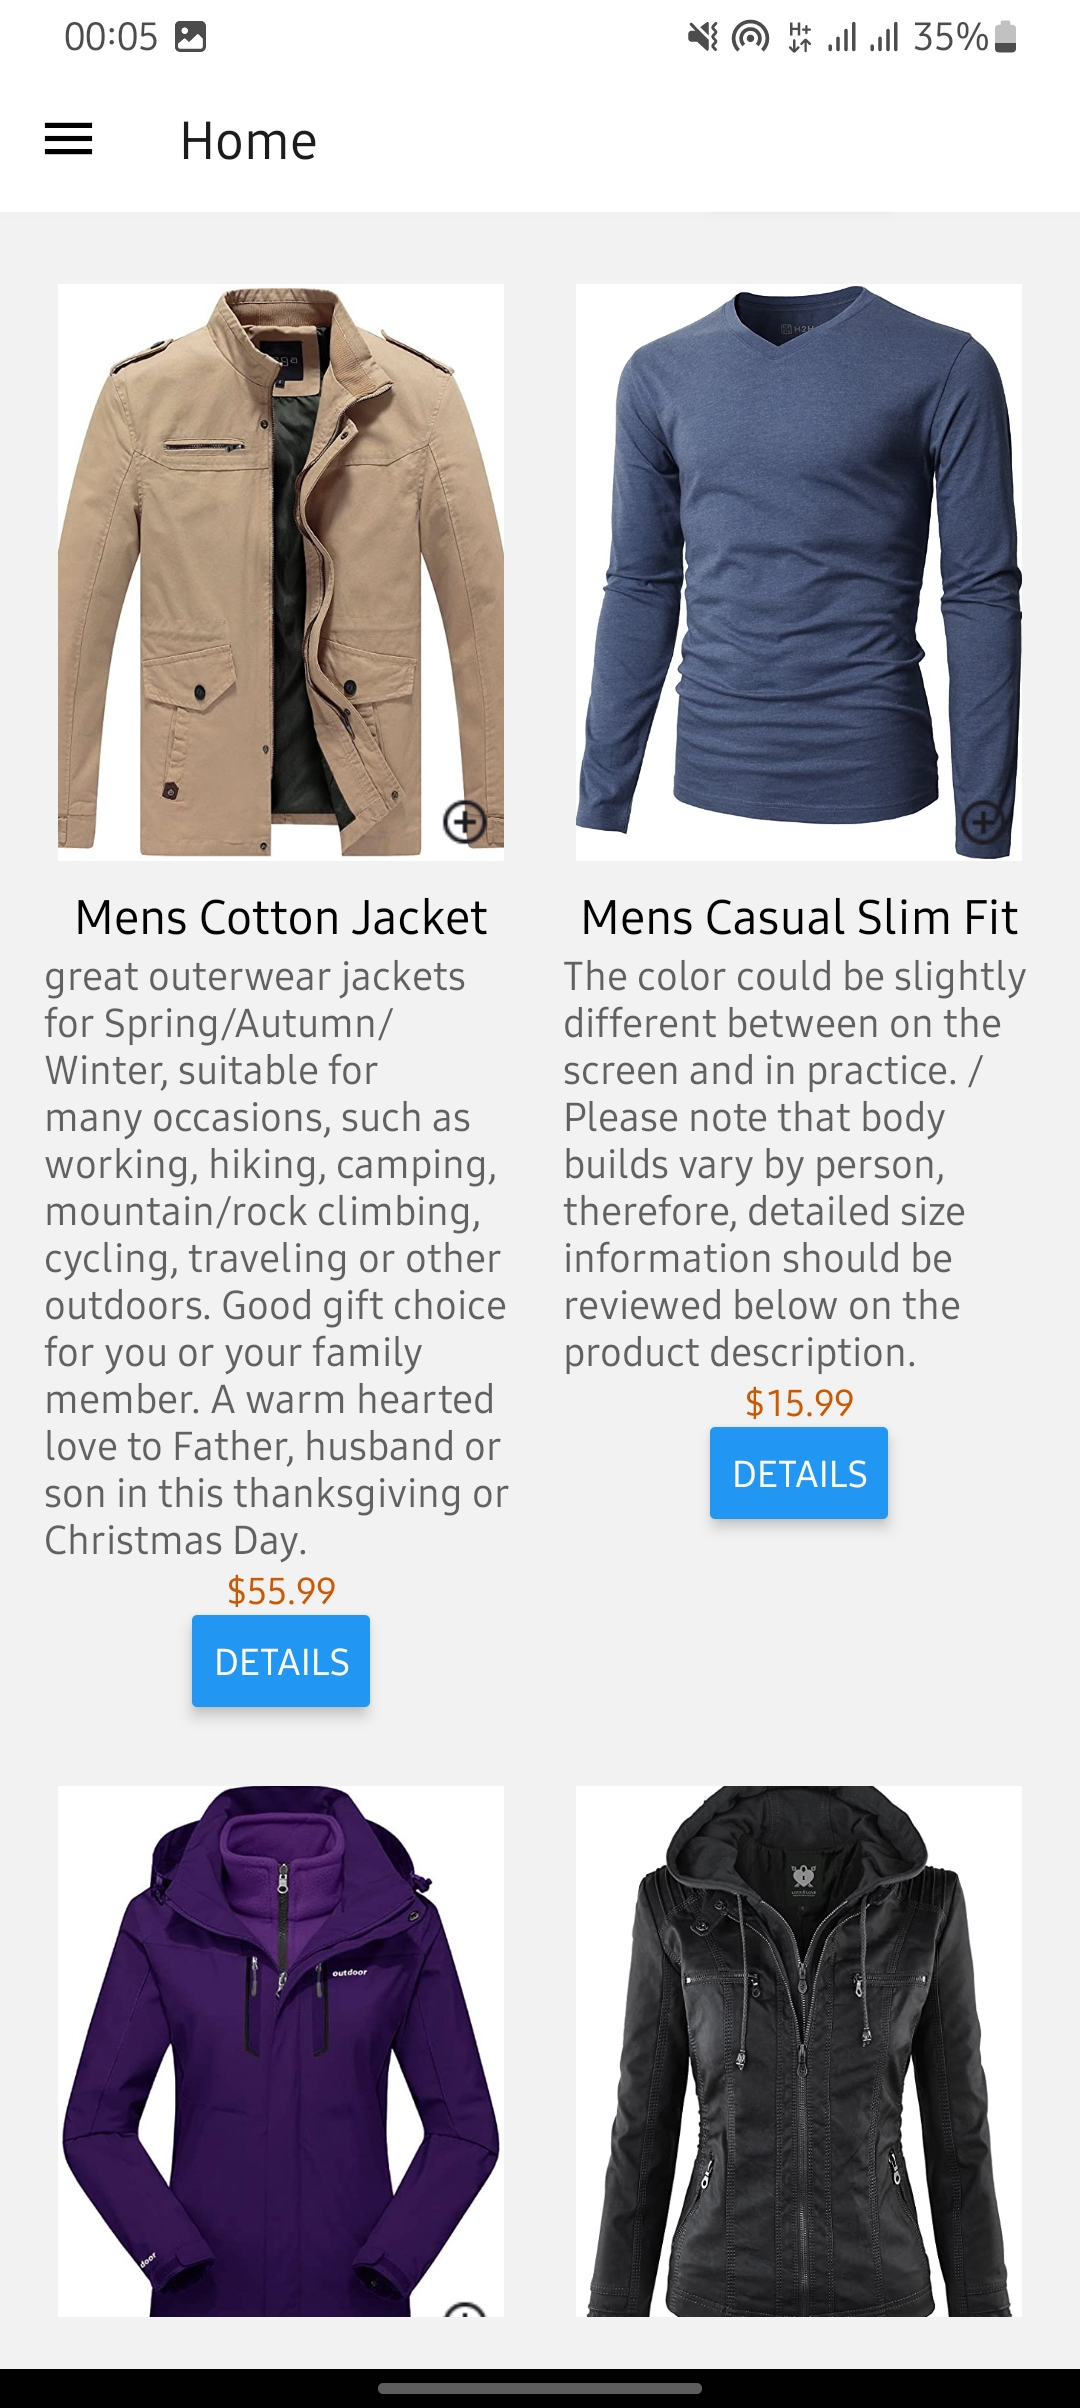 00:05
H+
35%
Home
H2H
Mens Cotton Jacket
great outerwear jackets
for Spring/Autumn/
Winter, suitable for
many occasions, such as
working, hiking, camping,
mountain/rock climbing,
cycling, traveling or other
outdoors. Good gift choice
for you or your family
member. A warm hearted
love to Father, husband or
son in this thanksgiving or
Christmas Day.
$55.99
DETAILS
Mens Casual Slim Fit
The color could be slightly
different between on the
screen and in practice. /
Please note that body
builds vary by person,
therefore, detailed size
information should be
reviewed below on the
product description.
$15.99
DETAILS
outdoor
door